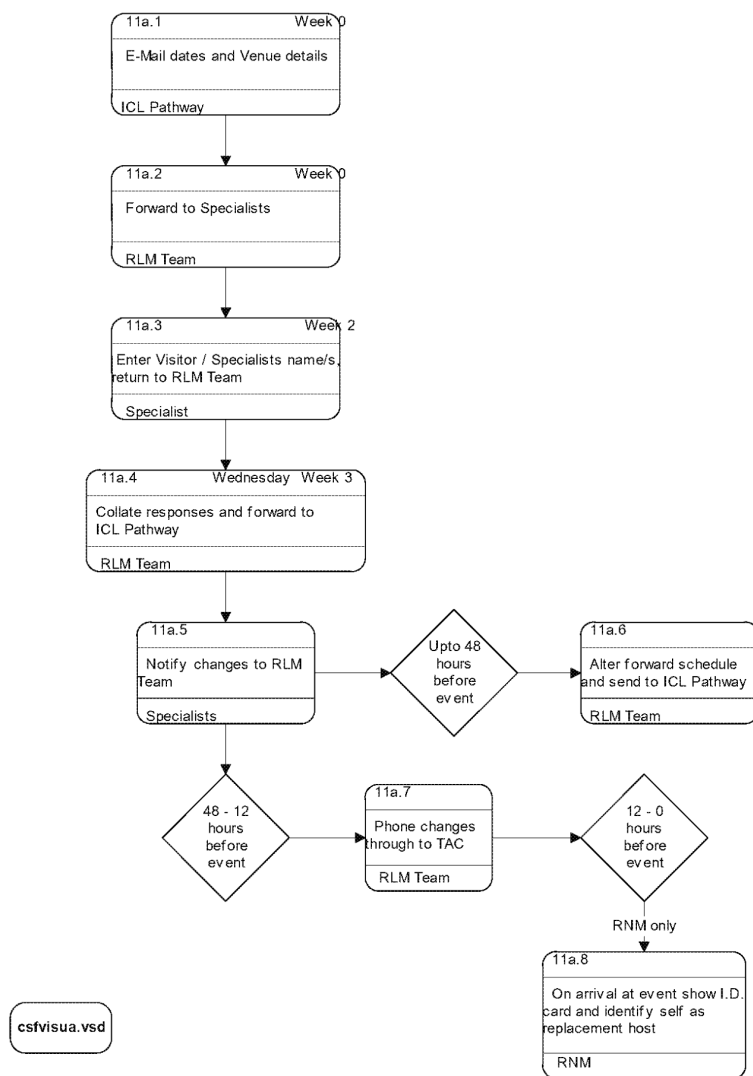 11a.1 Week 0
E-Mail dates and Venue details
ICL Pathway
11a.2 Week 0
Forward to Specialists
RLM Team
11a.3 Week 2
Enter Visitor / Specialists name/s,
return to RLM Team
Specialist
11a.4 Wednesday Week 3
Collate responses and forward to
ICL Pathway
RLM Team
11a.5
Notify changes to RLM
Team
Specialists
Upto 48
hours
before
event
11a.6
Alter forward schedule
and send to ICL Pathway
RLM Team
48 - 12
hours
before
event
11a.7
Phone changes
through to TAC
RLM Team
12 - 0
hours
before
event
RNM only
11a.8
On arrival at event show I.D.
card and identify self as
replacement host
RNM
csfvisua.vsd